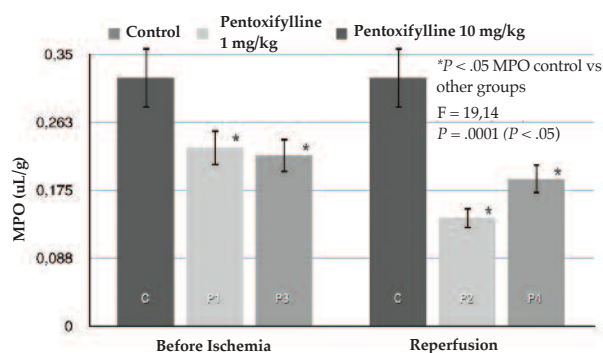 Control
Pentoxifylline
1 mg/kg
Pentoxifylline 10 mg/kg
MPO (uL/g)
0,35
0,263
0,175
0,088
0
*P < .05 MPO control vs
other groups
F = 19,14
P = .0001 (P < .05)
* * * *
C P1 P3 C P2 P4
Before Ischemia Reperfusion